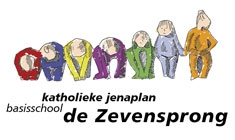 katholieke jenaplan
basisschool de Zevensprong